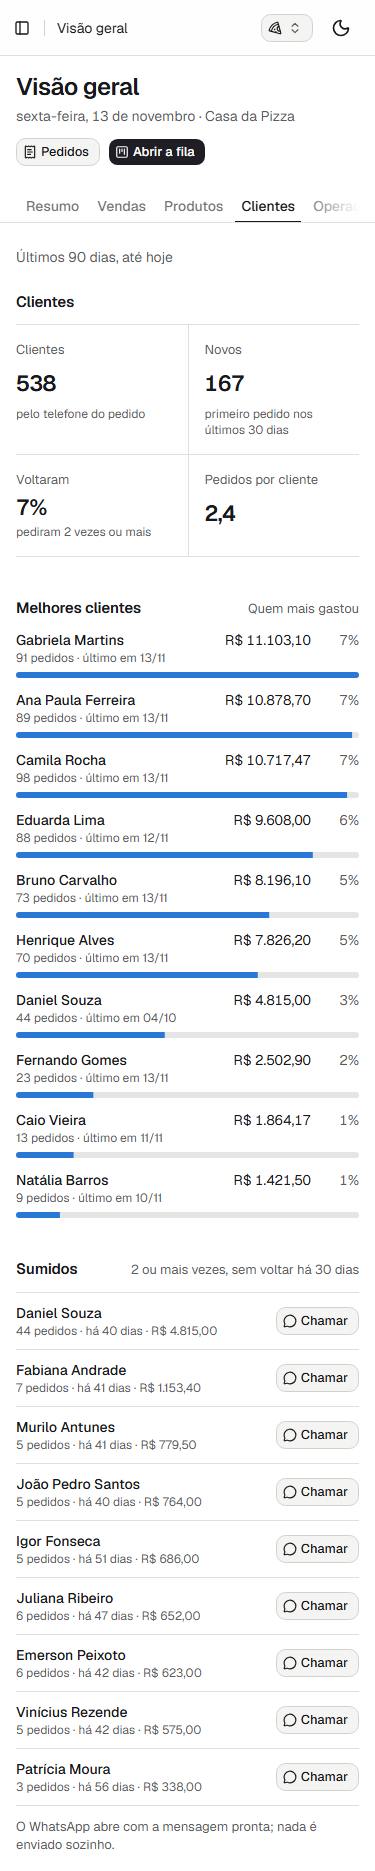 Visão geral
Visão geral
sexta-feira, 13 de novembro · Casa da Pizza
Pedidos
Abrir a fila
Resumo Vendas Produtos Clientes Opera
Últimos 90 dias, até hoje
Clientes
Clientes
538
pelo telefone do pedido
Novos
167
primeiro pedido nos
últimos 30 dias
Voltaram
7%
pediram 2 vezes ou mais
Pedidos por cliente
2,4
Melhores clientes Quem mais gastou
Gabriela Martins R$ 11.103,10 7%
91 pedidos · último em 13/11
Ana Paula Ferreira R$ 10.878,70 7%
89 pedidos · último em 13/11
Camila Rocha R$ 10.717,47 7%
98 pedidos · último em 13/11
Eduarda Lima R$ 9.608,00 6%
88 pedidos · último em 12/11
Bruno Carvalho R$ 8.196,10 5%
73 pedidos · último em 13/11
Henrique Alves R$ 7.826,20 5%
70 pedidos · último em 13/11
Daniel Souza R$ 4.815,00 3%
44 pedidos · último em 04/10
Fernando Gomes R$ 2.502,90 2%
23 pedidos · último em 13/11
Caio Vieira R$ 1.864,17 1%
13 pedidos · último em 11/11
Natália Barros R$ 1.421,50 1%
9 pedidos · último em 10/11
Sumidos 2 ou mais vezes, sem voltar há 30 dias
Daniel Souza
44 pedidos · há 40 dias · R$ 4.815,00
Chamar
Fabiana Andrade
7 pedidos · há 41 dias · R$ 1.153,40
Chamar
Murilo Antunes
5 pedidos · há 41 dias · R$ 779,50
Chamar
João Pedro Santos
5 pedidos · há 40 dias · R$ 764,00
Chamar
Igor Fonseca
5 pedidos · há 51 dias · R$ 686,00
Chamar
Juliana Ribeiro
6 pedidos · há 47 dias · R$ 652,00
Chamar
Emerson Peixoto
6 pedidos · há 42 dias · R$ 623,00
Chamar
Vinícius Rezende
5 pedidos · há 42 dias · R$ 575,00
Chamar
Patrícia Moura
3 pedidos · há 56 dias · R$ 338,00
Chamar
O WhatsApp abre com a mensagem pronta; nada é
enviado sozinho.